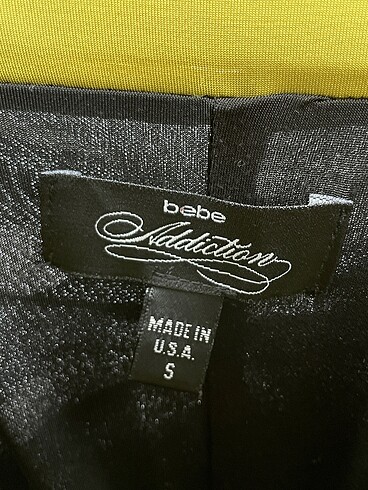 bebe
Addiction
MADE IN
U.S.A.
S